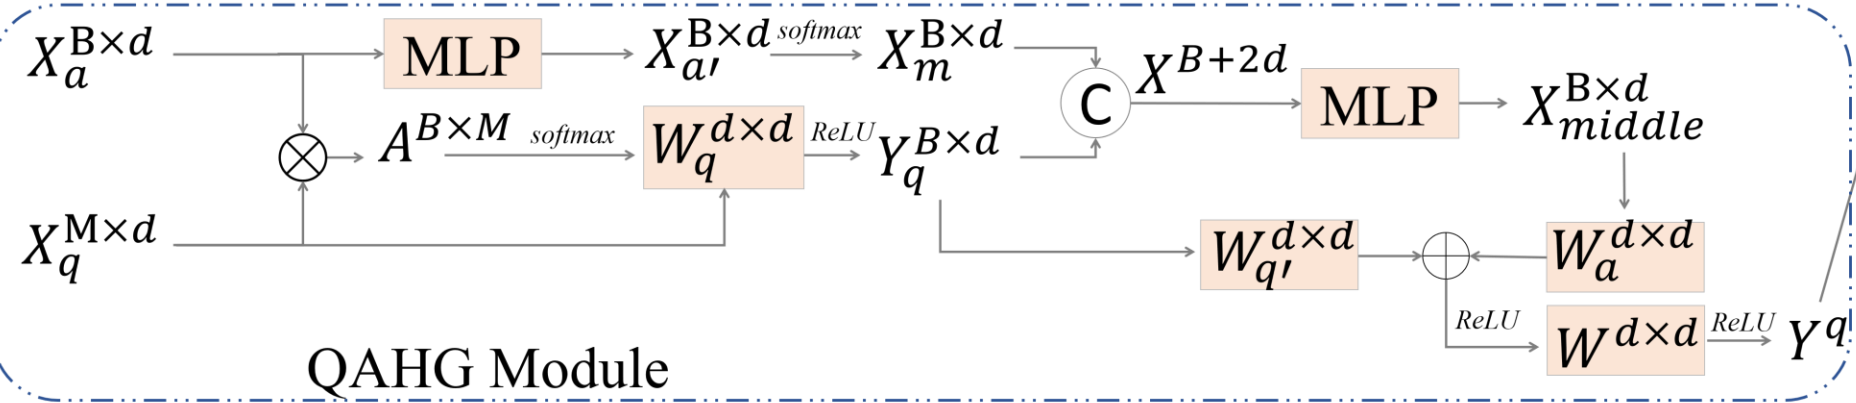 X_a^{B×d} MLP X_{a′}^{B×d} softmax X_m^{B×d}
C X^{B+2d} MLP X_{middle}^{B×d}
A^{B×M} softmax W_q^{d×d} ReLU Y_q^{B×d}
X_q^{M×d} W_{q′}^{d×d} W_a^{d×d}
ReLU W^{d×d} ReLU Y^q
QAHG Module